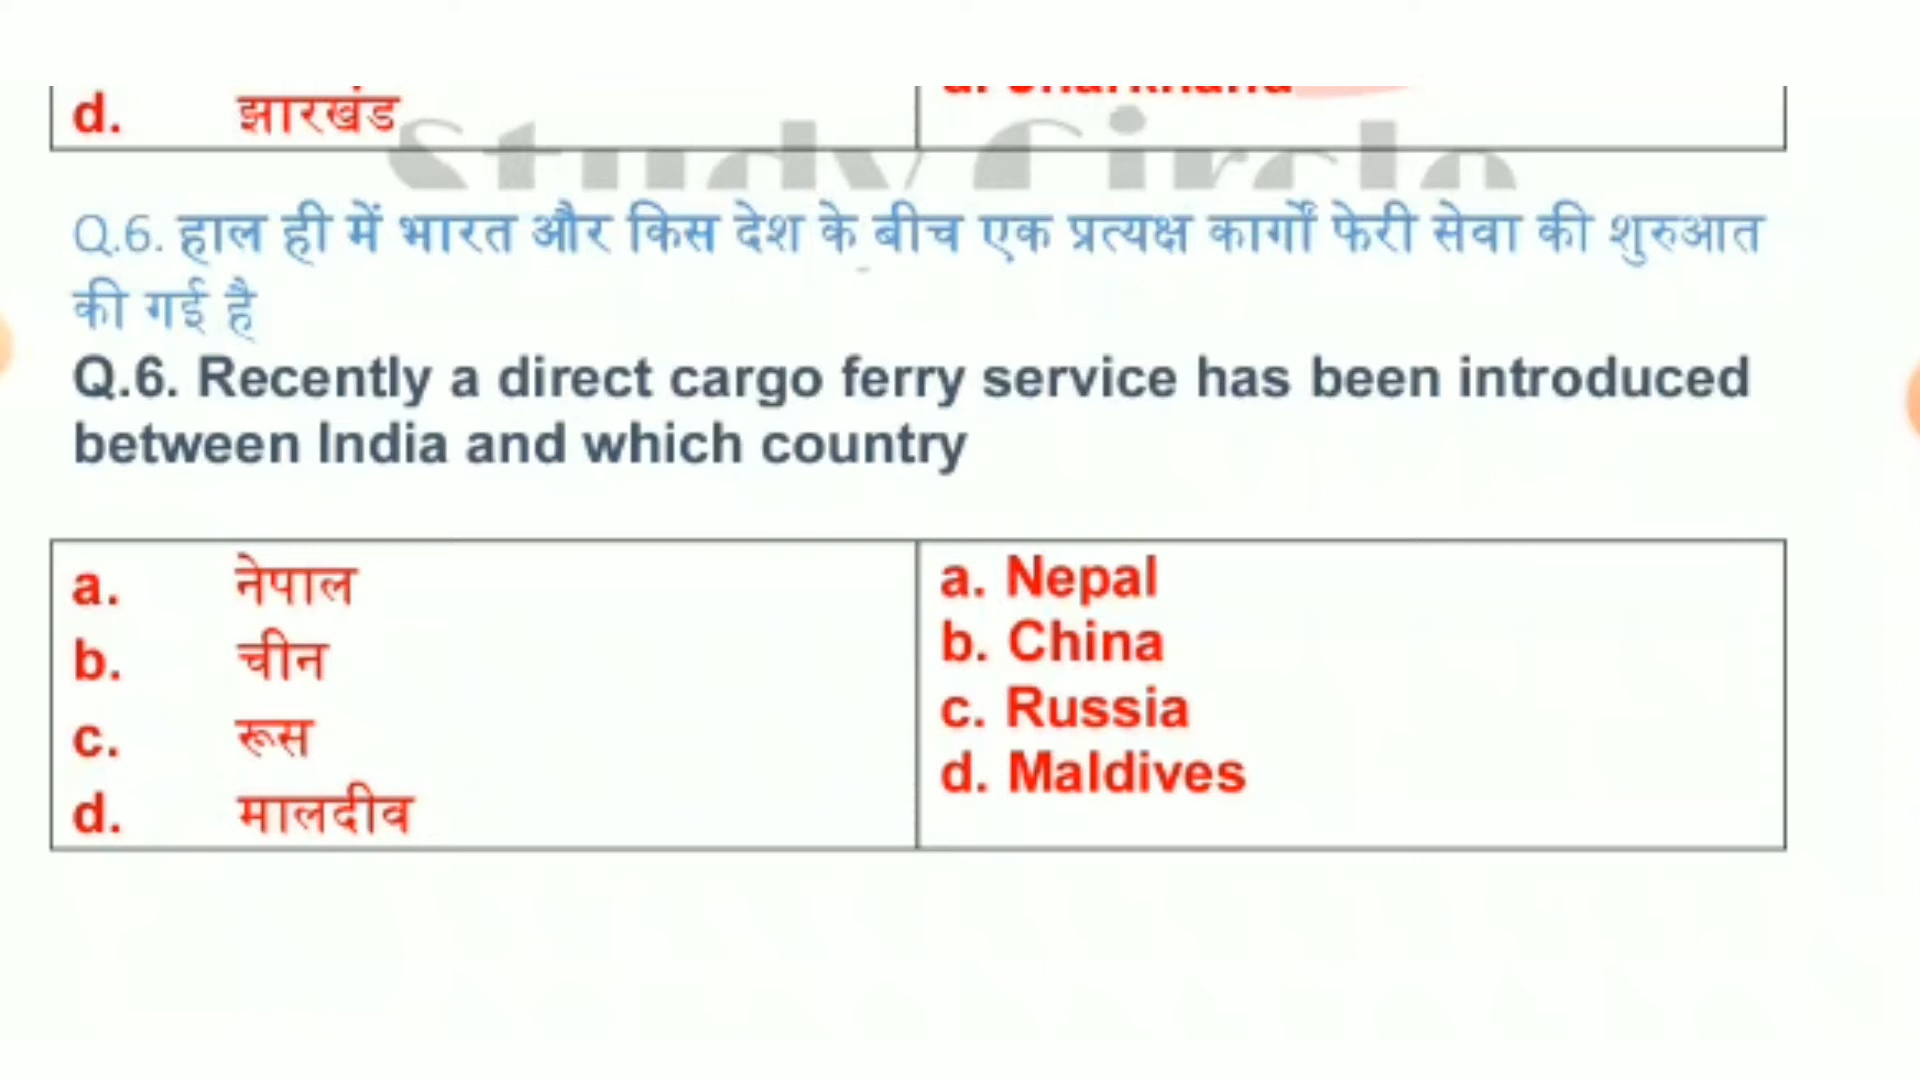 d. झारखंड
Q.6. हाल ही में भारत और किस देश के बीच एक प्रत्यक्ष कार्गों फेरी सेवा की शुरुआत
की गई है
Q.6. Recently a direct cargo ferry service has been introduced
between India and which country
a. नेपाल
b. चीन
c. रूस
d. मालदीव
a. Nepal
b. China
c. Russia
d. Maldives